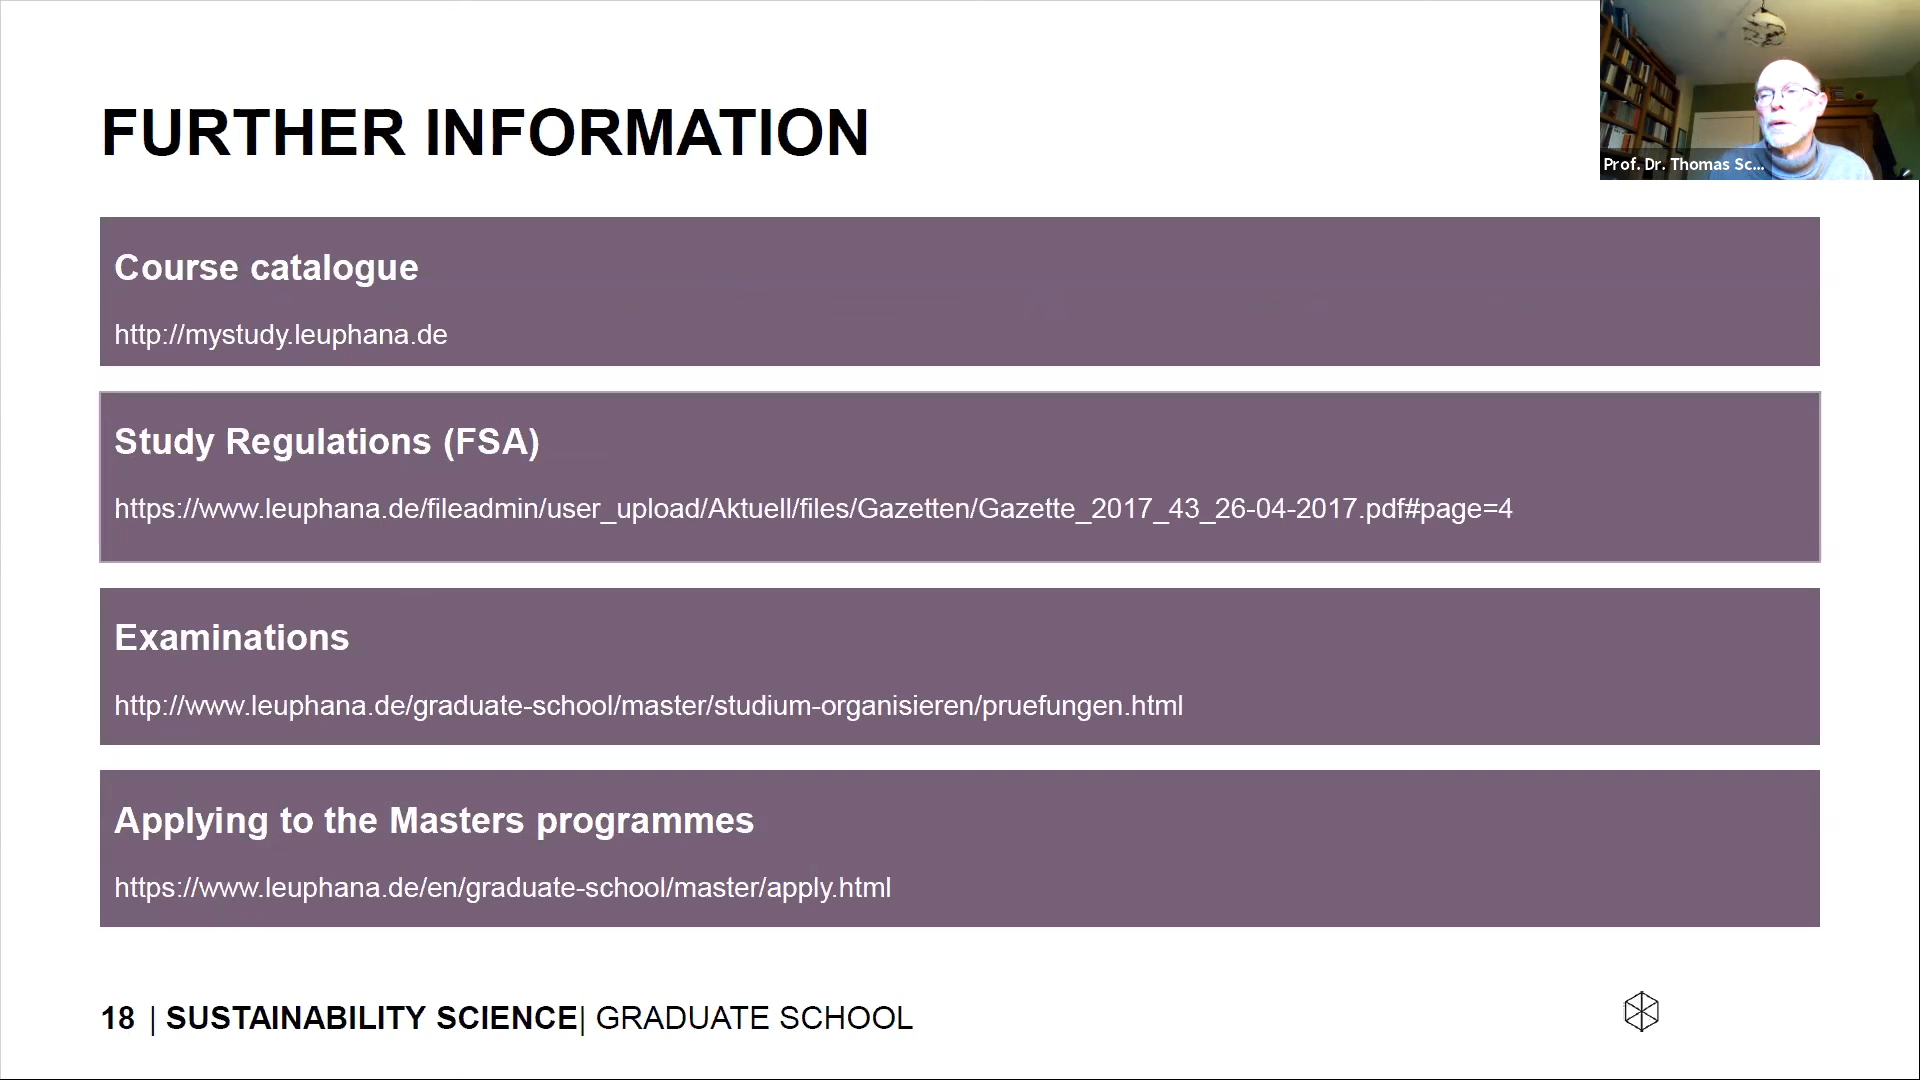 FURTHER INFORMATION
Prof. Dr. Thomas Sc...
Course catalogue
http://mystudy.leuphana.de
Study Regulations (FSA)
https://www.leuphana.de/fileadmin/user_upload/Aktuell/files/Gazetten/Gazette_2017_43_26-04-2017.pdf#page=4
Examinations
http://www.leuphana.de/graduate-school/master/studium-organisieren/pruefungen.html
Applying to the Masters programmes
https://www.leuphana.de/en/graduate-school/master/apply.html
18 | SUSTAINABILITY SCIENCE| GRADUATE SCHOOL